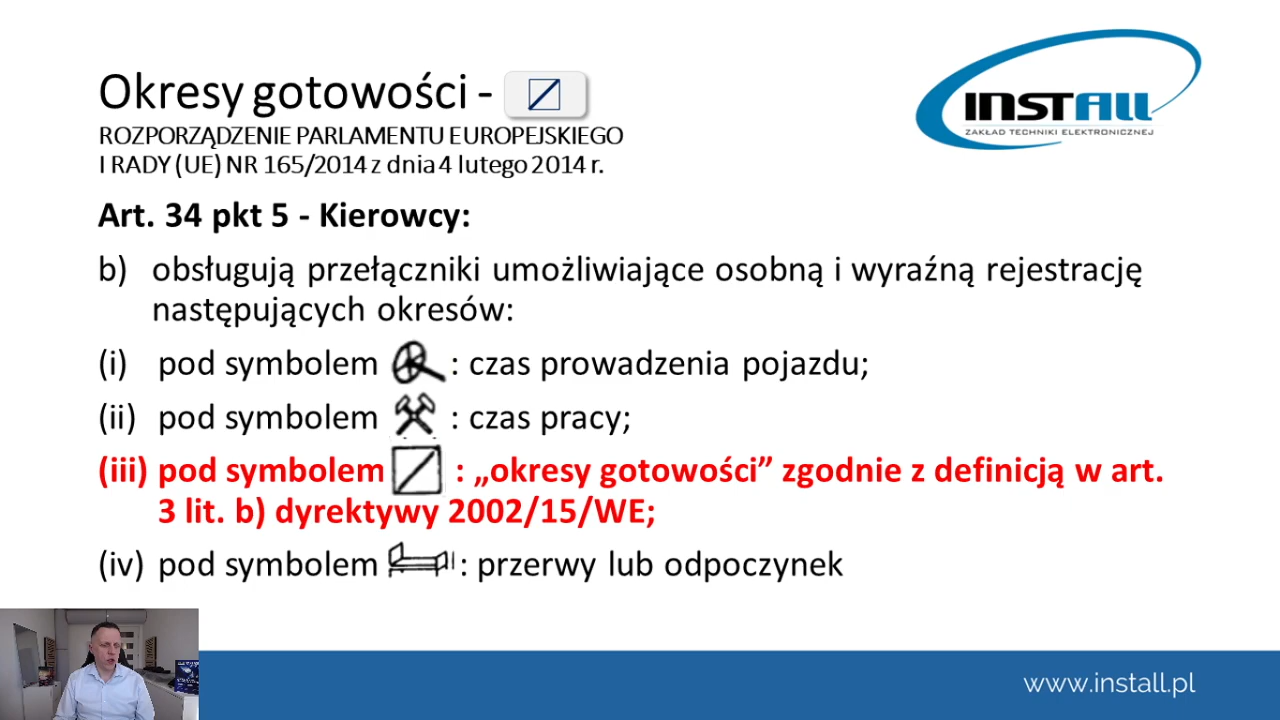 Okresy gotowości -
INSTALL
ZAKŁAD TECHNIKI ELEKTRONICZNEJ
ROZPORZĄDZENIE PARLAMENTU EUROPEJSKIEGO
I RADY (UE) NR 165/2014 z dnia 4 lutego 2014 r.
Art. 34 pkt 5 - Kierowcy:
b) obsługują przełączniki umożliwiające osobną i wyraźną rejestrację
następujących okresów:
(i) pod symbolem : czas prowadzenia pojazdu;
(ii) pod symbolem : czas pracy;
(iii) pod symbolem : „okresy gotowości” zgodnie z definicją w art.
3 lit. b) dyrektywy 2002/15/WE;
(iv) pod symbolem : przerwy lub odpoczynek
www.install.pl